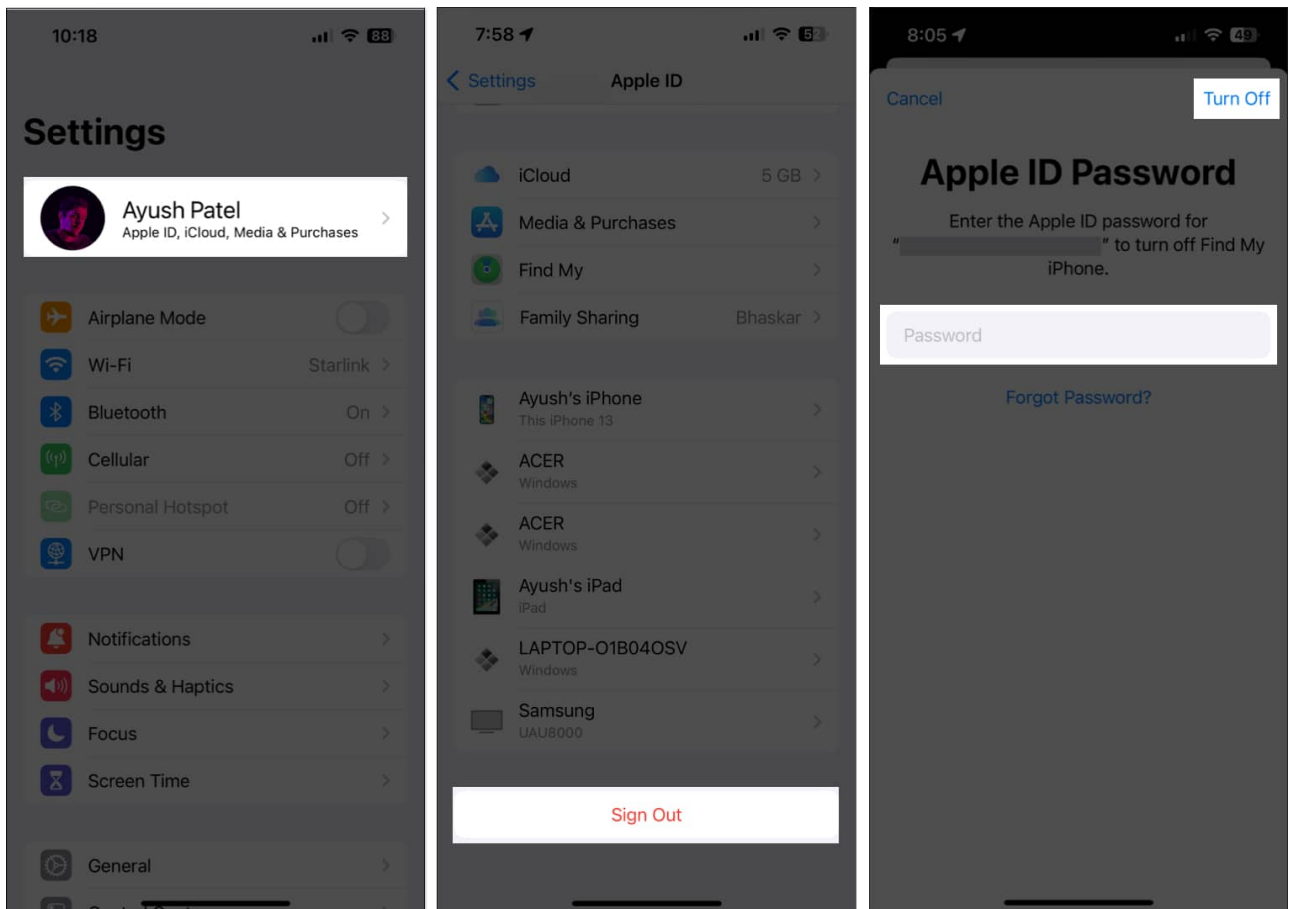 10:18
88
Settings
Ayush Patel
Apple ID, iCloud, Media & Purchases
Airplane Mode
Wi-Fi Starlink
Bluetooth On
Cellular Off
Personal Hotspot Off
VPN
Notifications
Sounds & Haptics
Focus
Screen Time
General
7:58
52
Settings Apple ID
iCloud 5 GB
Media & Purchases
Find My
Family Sharing Bhaskar
Ayush's iPhone
This iPhone 13
ACER
Windows
ACER
Windows
Ayush's iPad
iPad
LAPTOP-O1B04OSV
Windows
Samsung
UAU8000
Sign Out
8:05
49
Cancel Turn Off
Apple ID Password
Enter the Apple ID password for
“ ” to turn off Find My
iPhone.
Password
Forgot Password?